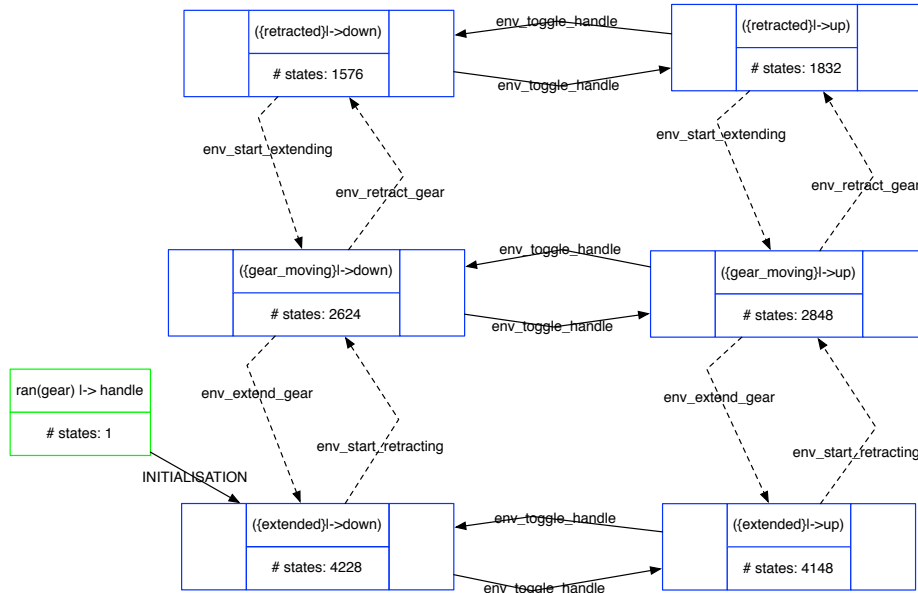 ({retracted}|->down)
# states: 1576
env_toggle_handle
env_toggle_handle
({retracted}|->up)
# states: 1832
env_start_extending
env_retract_gear
env_start_extending
env_retract_gear
({gear_moving}|->down)
# states: 2624
env_toggle_handle
env_toggle_handle
({gear_moving}|->up)
# states: 2848
ran(gear) |-> handle
# states: 1
env_extend_gear
env_start_retracting
env_extend_gear
env_start_retracting
INITIALISATION
({extended}|->down)
# states: 4228
env_toggle_handle
env_toggle_handle
({extended}|->up)
# states: 4148